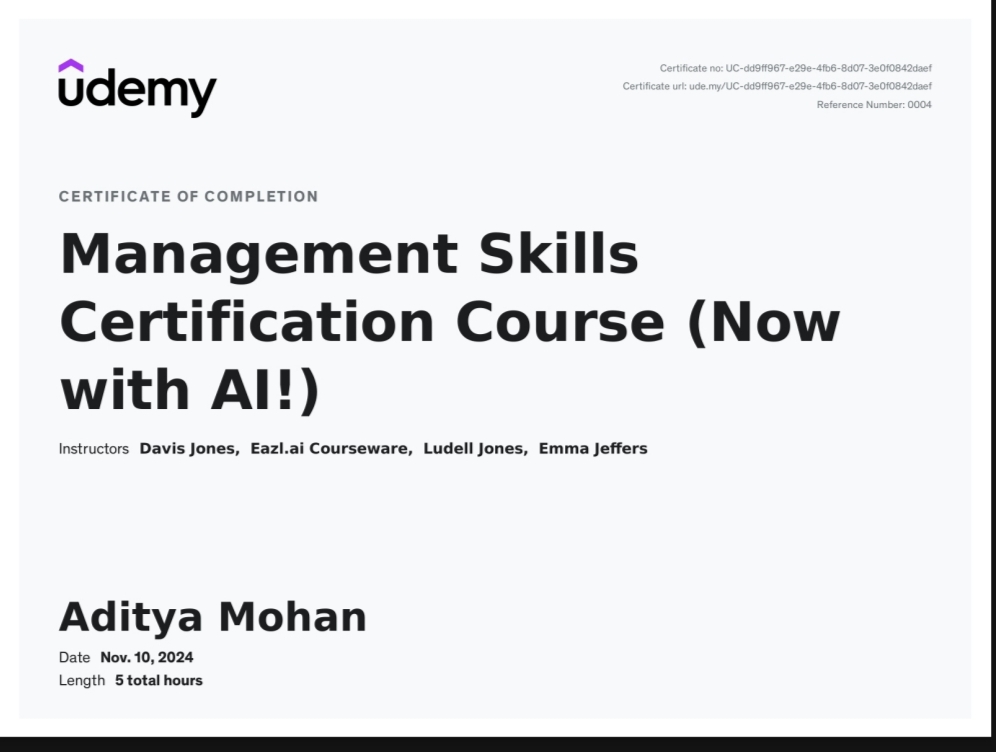 udemy
Certificate no: UC-dd9ff967-e29e-4fb6-8d07-3e0f0842daef
Certificate url: ude.my/UC-dd9ff967-e29e-4fb6-8d07-3e0f0842daef
Reference Number: 0004
CERTIFICATE OF COMPLETION
Management Skills
Certification Course (Now
with AI!)
Instructors Davis Jones, Eazl.ai Courseware, Ludell Jones, Emma Jeffers
Aditya Mohan
Date Nov. 10, 2024
Length 5 total hours